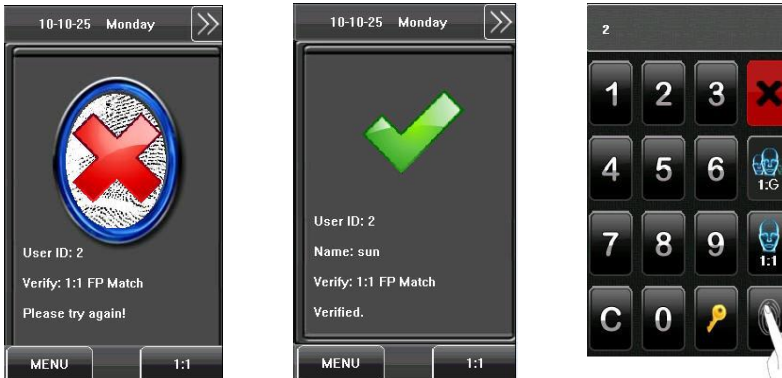 10-10-25 Monday
User ID: 2
Verify: 1:1 FP Match
Please try again!
MENU 1:1
10-10-25 Monday
User ID: 2
Name: sun
Verify: 1:1 FP Match
Verified.
MENU 1:1
2
1 2 3
4 5 6 1:G
7 8 9 1:1
C 0